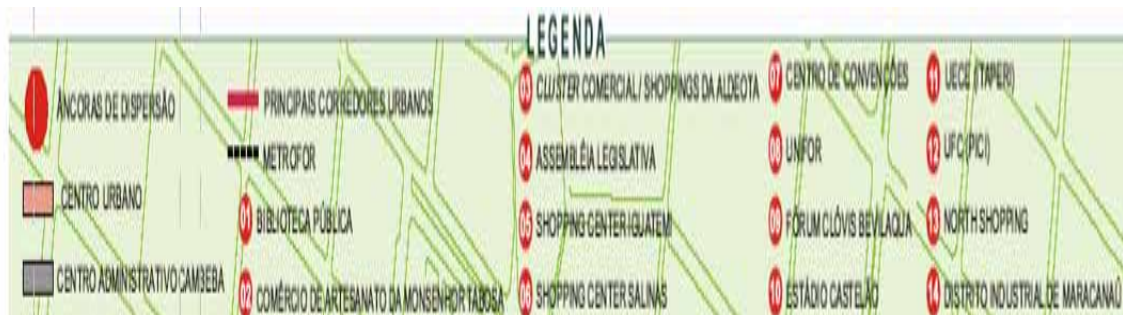 LEGENDA
ÂNCORAS DE DISPERSÃO
CENTRO URBANO
CENTRO ADMINISTRATIVO CAMBEBA
PRINCIPAIS CORREDORES URBANOS
METROFOR
01 BIBLIOTECA PÚBLICA
02 COMÉRCIO DE ARTESANATO DA MONSENHOR TABOSA
03 CLUSTER COMERCIAL / SHOPPINGS DA ALDEOTA
04 ASSEMBLÉIA LEGISLATIVA
05 SHOPPING CENTER IGUATEMI
06 SHOPPING CENTER SALINAS
07 CENTRO DE CONVENÇÕES
08 UNIFOR
09 FÓRUM CLÓVIS BEVILAQUA
10 ESTÁDIO CASTELÃO
11 UECE (ITAPERI)
12 UFC (PICI)
13 NORTH SHOPPING
14 DISTRITO INDUSTRIAL DE MARACANAÚ